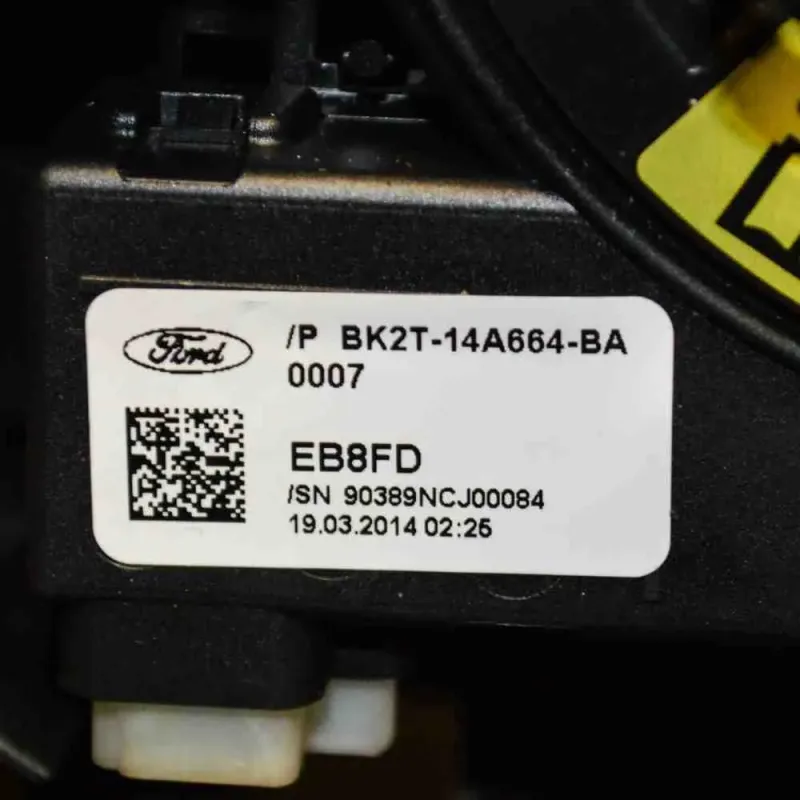 Ford
/P BK2T-14A664-BA
0007
EB8FD
/SN 90389NCJ00084
19.03.2014 02:25